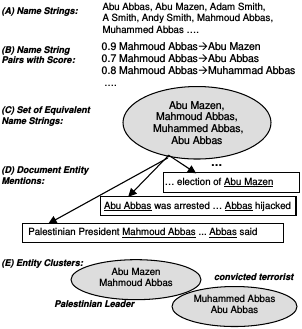 (A) Name Strings: Abu Abbas, Abu Mazen, Adam Smith,
A Smith, Andy Smith, Mahmoud Abbas,
Muhammed Abbas ....
(B) Name String
Pairs with Score:
0.9 Mahmoud Abbas→Abu Mazen
0.7 Mahmoud Abbas→Abu Abbas
0.8 Mahmoud Abbas→Muhammad Abbas
....
(C) Set of Equivalent
Name Strings:
Abu Mazen,
Mahmoud Abbas,
Muhammed Abbas,
Abu Abbas
...
(D) Document Entity
Mentions:
... election of Abu Mazen
Abu Abbas was arrested ... Abbas hijacked
Palestinian President Mahmoud Abbas ... Abbas said
(E) Entity Clusters:
Abu Mazen
Mahmoud Abbas
Palestinian Leader
convicted terrorist
Muhammed Abbas
Abu Abbas